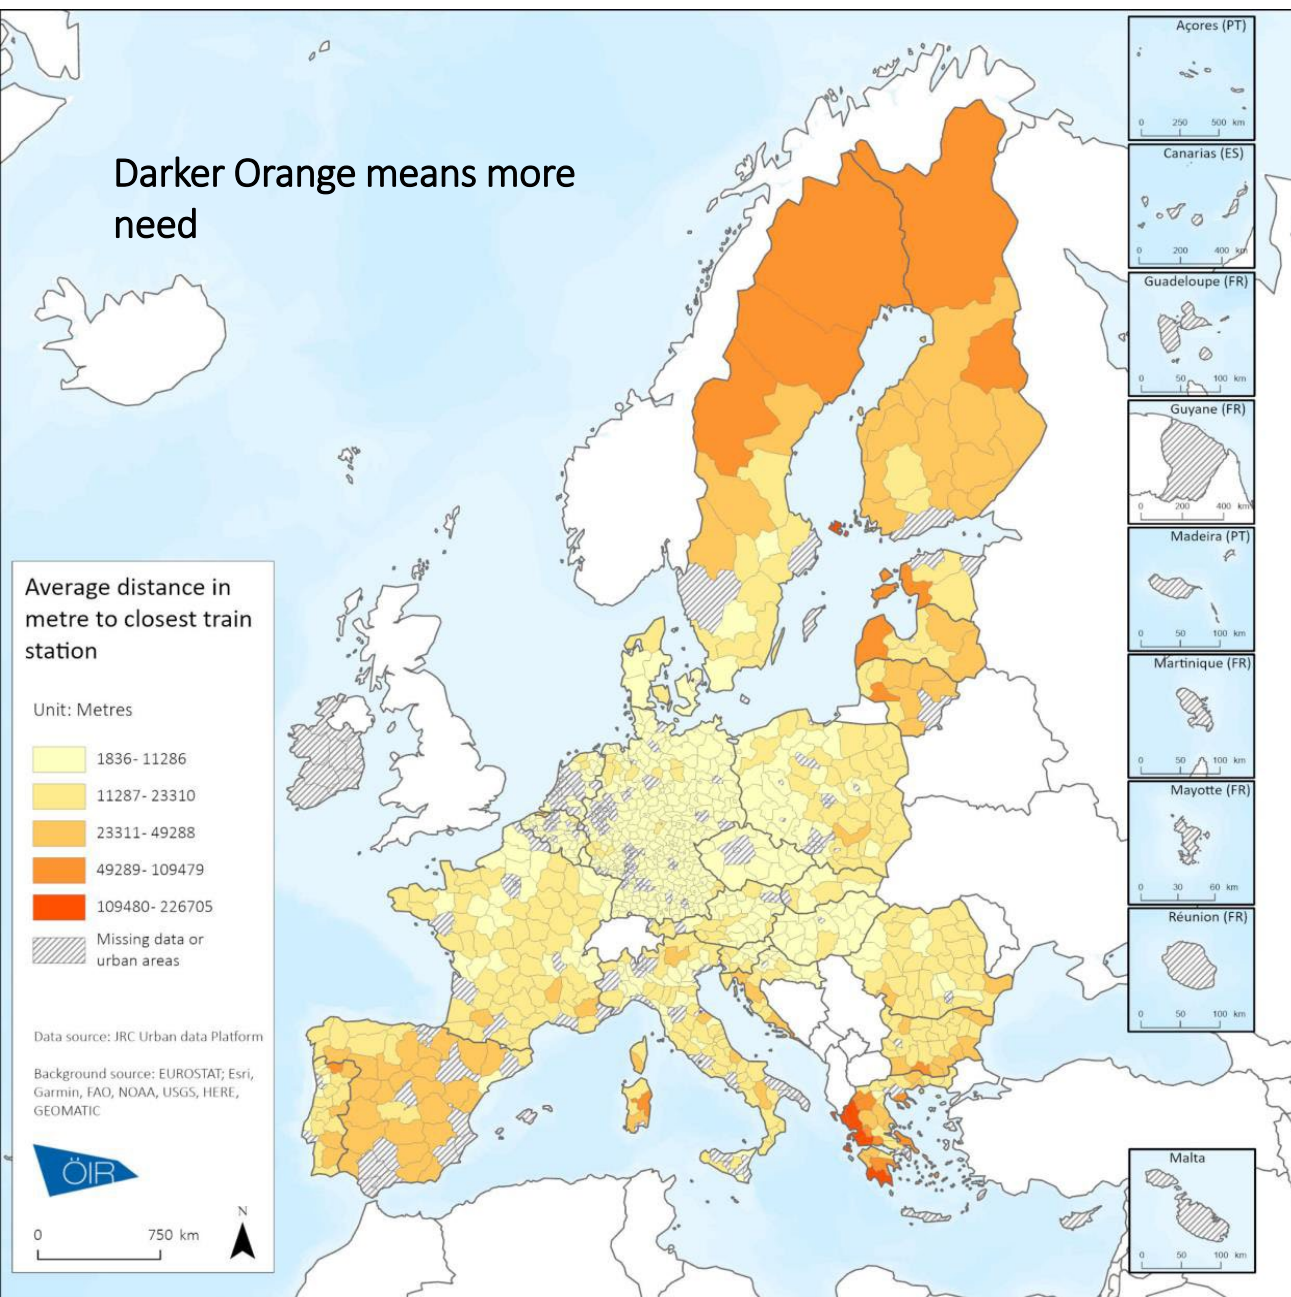 Darker Orange means more
need
Average distance in
metre to closest train
station
Unit: Metres
1836- 11286
11287- 23310
23311- 49288
49289- 109479
109480- 226705
Missing data or
urban areas
Data source: JRC Urban data Platform
Background source: EUROSTAT; Esri,
Garmin, FAO, NOAA, USGS, HERE,
GEOMATIC
ÖIR
N
0 750 km
Açores (PT)
0 250 500 km
Canarias (ES)
0 200 400 km
Guadeloupe (FR)
0 50 100 km
Guyane (FR)
0 200 400 km
Madeira (PT)
0 50 100 km
Martinique (FR)
0 50 100 km
Mayotte (FR)
0 30 60 km
Réunion (FR)
0 50 100 km
Malta
0 50 100 km